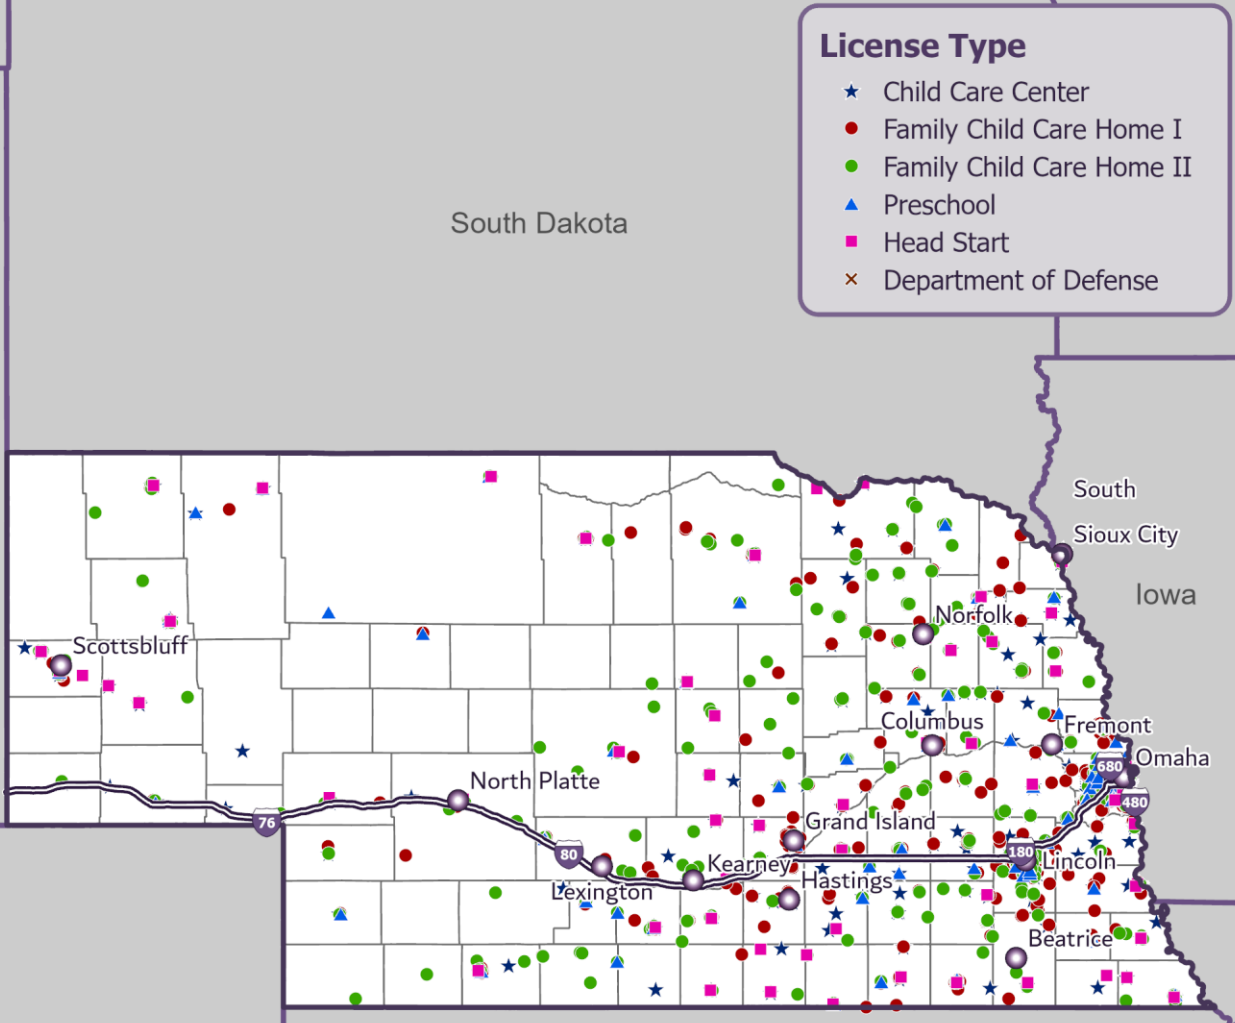 License Type
Child Care Center
Family Child Care Home I
Family Child Care Home II
Preschool
Head Start
Department of Defense
South Dakota
South
Sioux City
Iowa
Norfolk
Scottsbluff
Columbus
Fremont
Omaha
680
North Platte
480
76
Grand Island
80
180
Kearney
Lincoln
Lexington
Hastings
Beatrice